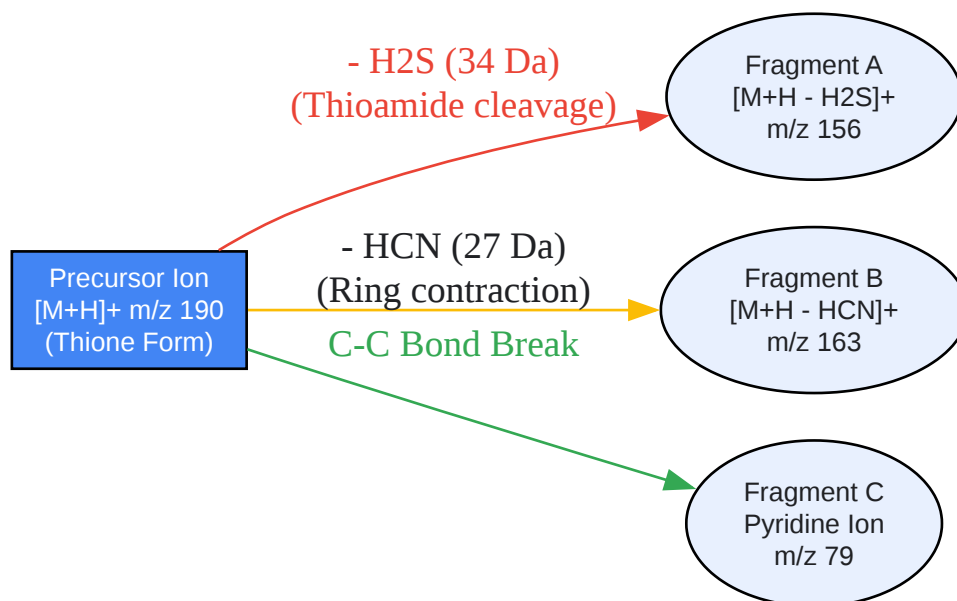 - H2S (34 Da)
(Thioamide cleavage)
Fragment A
[M+H - H2S]+
m/z 156
Precursor Ion
[M+H]+ m/z 190
(Thione Form)
- HCN (27 Da)
(Ring contraction)
C-C Bond Break
Fragment B
[M+H - HCN]+
m/z 163
Fragment C
Pyridine Ion
m/z 79